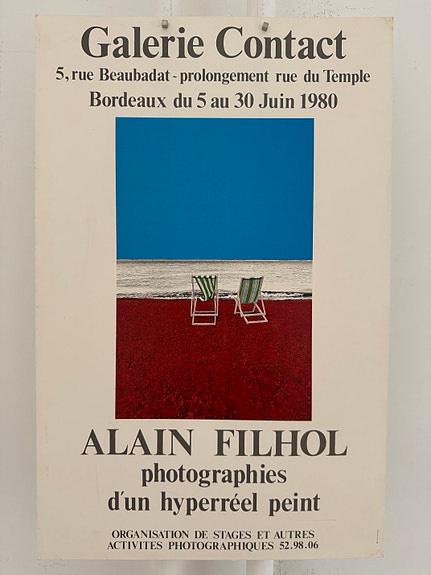 Galerie Contact
5, rue Beaubadat - prolongement rue du Temple
Bordeaux du 5 au 30 Juin 1980
ALAIN FILHOL
photographies
d'un hyperréel peint
ORGANISATION DE STAGES ET AUTRES
ACTIVITES PHOTOGRAPHIQUES 52.98.06